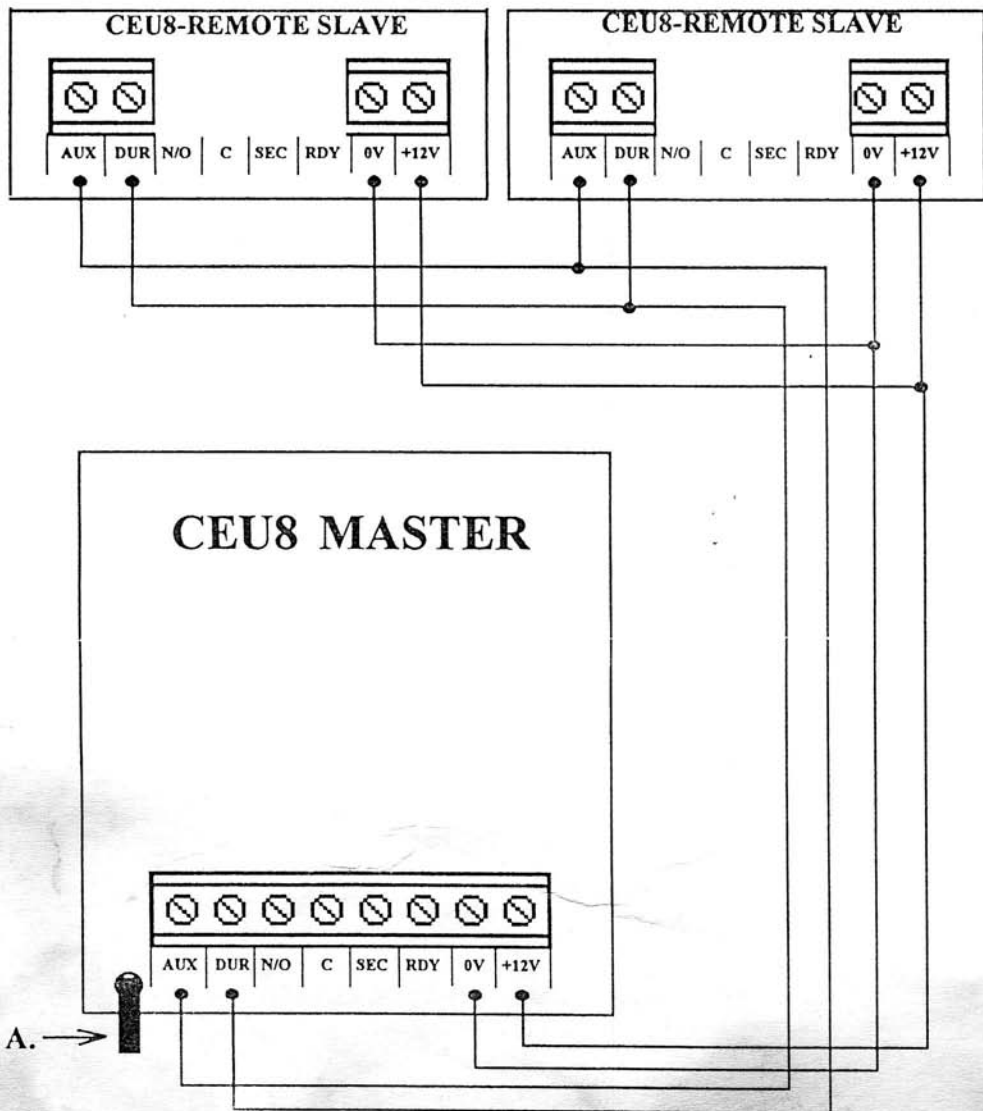 CEU8-REMOTE SLAVE
AUX DUR N/O C SEC RDY 0V +12V
CEU8-REMOTE SLAVE
AUX DUR N/O C SEC RDY 0V +12V
CEU8 MASTER
AUX DUR N/O C SEC RDY 0V +12V
A.